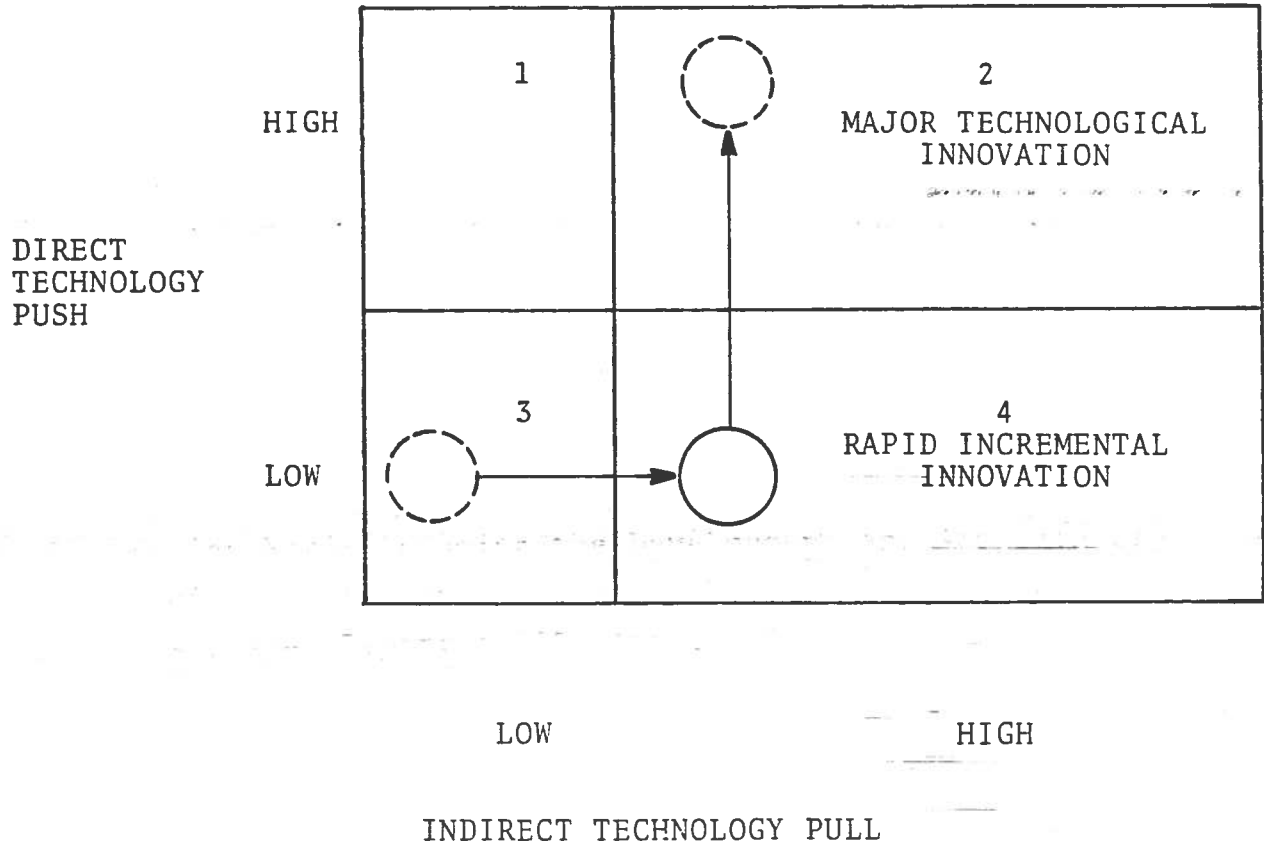 1
2
HIGH
MAJOR TECHNOLOGICAL
INNOVATION
DIRECT
TECHNOLOGY
PUSH
3
4
RAPID INCREMENTAL
INNOVATION
LOW
LOW
HIGH
INDIRECT TECHNOLOGY PULL